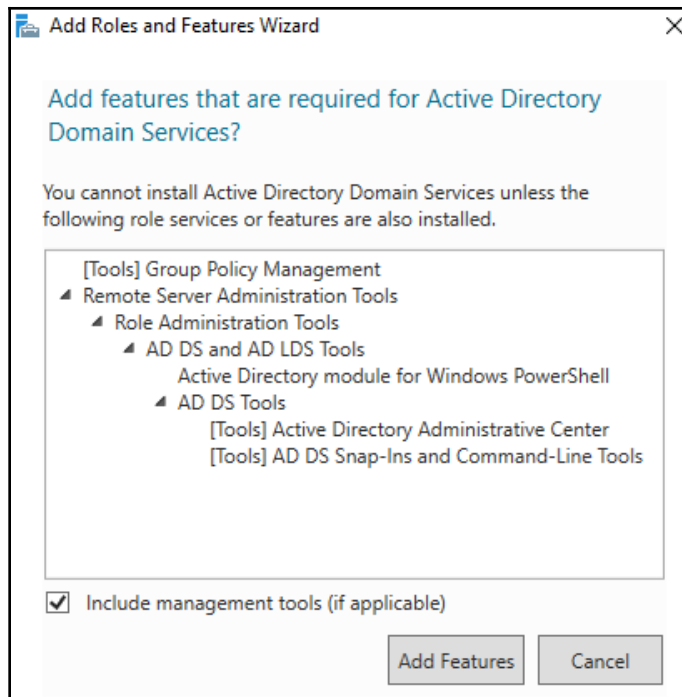 Add Roles and Features Wizard
Add features that are required for Active Directory
Domain Services?
You cannot install Active Directory Domain Services unless the
following role services or features are also installed.
[Tools] Group Policy Management
Remote Server Administration Tools
Role Administration Tools
AD DS and AD LDS Tools
Active Directory module for Windows PowerShell
AD DS Tools
[Tools] Active Directory Administrative Center
[Tools] AD DS Snap-Ins and Command-Line Tools
Include management tools (if applicable)
Add Features
Cancel